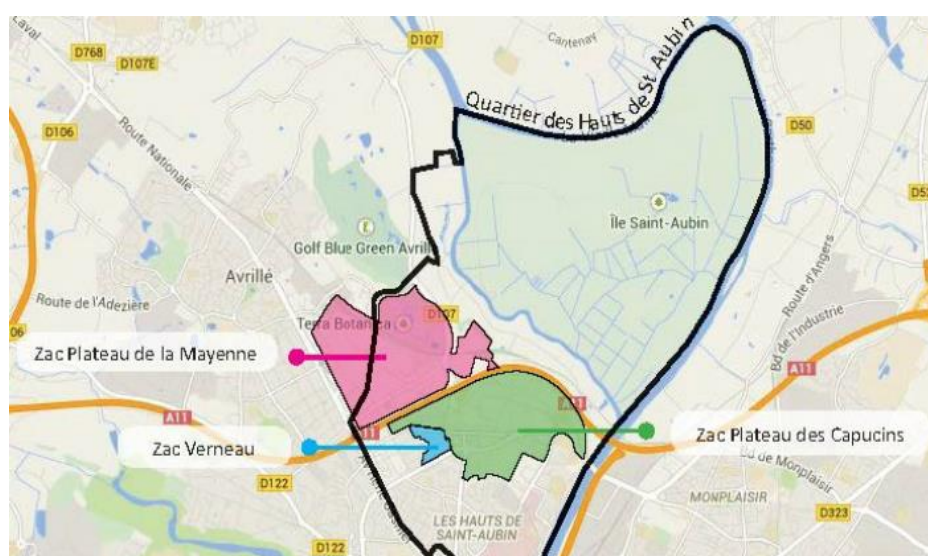 Laval
D768
D107E
D107
Cantenay
Quartier des Hauts de St Aubin
D106
D50
Route Nationale
Île Saint-Aubin
Golf Blue Green Avrillé
Avrillé
Route d'Angers
Route de l'Adezière
Terra Botanica
D107
06
Bd de l'Industrie
Zac Plateau de la Mayenne
A11
A11
A11
11
Zac Verneau
Zac Plateau des Capucins
Bd de Monplaisir
D122
MONPLAISIR
LES HAUTS DE
SAINT-AUBIN
D323
D122